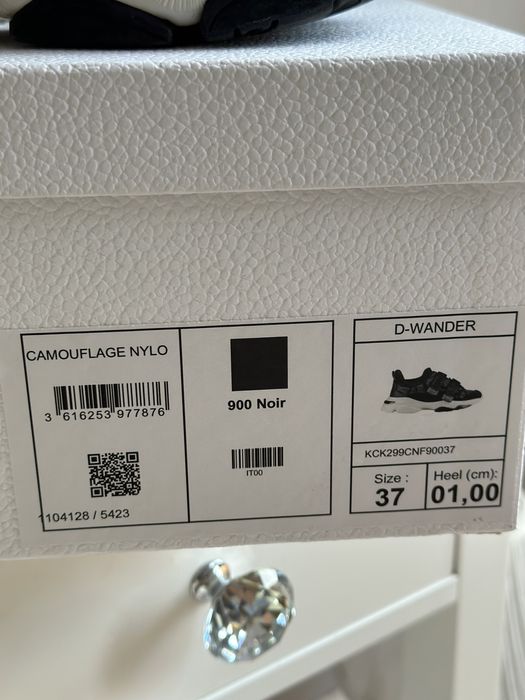 CAMOUFLAGE NYLO
3 616253 977876
1104128 / 5423
900 Noir
IT00
D-WANDER
KCK299CNF90037
Size :
37
Heel (cm):
01,00